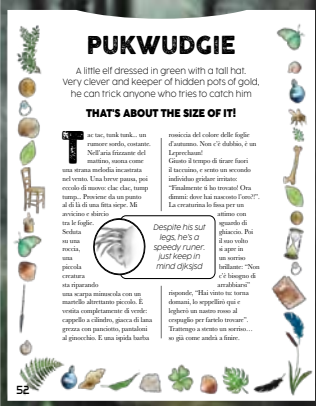 PUKWUDGIE
A little elf dressed in green with a tall hat.
Very clever and keeper of hidden pots of gold,
he can trick anyone who tries to catch him
THAT'S ABOUT THE SIZE OF IT!
Tac tac, tunk tunk... un
rumore sordo, costante.
Nell'aria frizzante del
mattino, suona come
una strana melodia incastrata
nel vento. Una breve pausa, poi
eccolo di nuovo: clac clac, tump
tump... Proviene da un punto
al di là di una fitta siepe. Mi
avvicino e sbircio
tra le foglie.
Seduta
su una
roccia,
una
piccola
creatura
sta riparando
una scarpa minuscola con un
martello altrettanto piccolo. È
vestita completamente di verde:
cappello a cilindro, giacca di lana
grezza con panciotto, pantaloni
al ginocchio. E una ispida barba
rossiccia del colore delle foglie
d'autunno. Non c'è dubbio, è un
Leprechaun!
Giusto il tempo di tirare fuori
il taccuino, e sento un secondo
individuo gridare irritato:
"Finalmente ti ho trovato! Ora
dimmi: dove hai nascosto l'oro?!".
La creaturina lo fissa per un
attimo con
sguardo di
ghiaccio. Poi
il suo volto
si apre in
un sorriso
brillante: "Non
c'è bisogno di
arrabbiarsi"
risponde, "Hai vinto tu: torna
domani, lo seppellirò qui e
legherò un nastro rosso al
cespuglio per fartelo trovare".
Trattengo a stento un sorriso...
so già come andrà a finire.
Despite his sut
legs, he's a
speedy runer.
just keep in
mind djksjsd
52